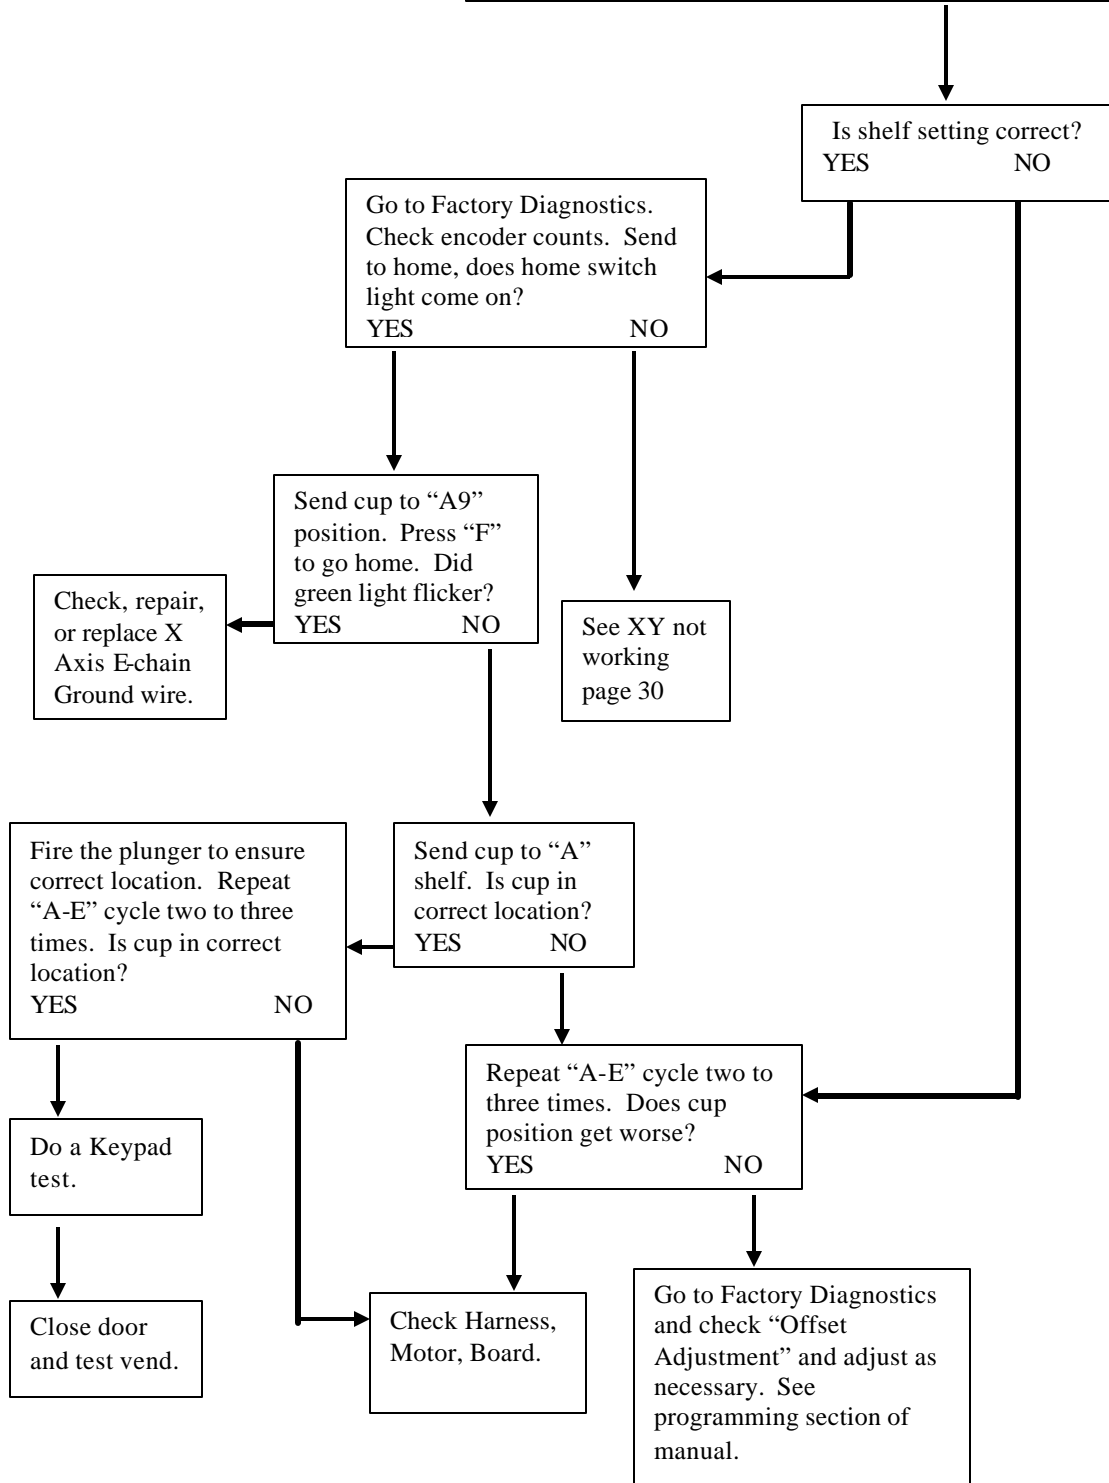 Is shelf setting correct?
YES NO
Go to Factory Diagnostics.
Check encoder counts. Send
to home, does home switch
light come on?
YES NO
Send cup to “A9”
position. Press “F”
to go home. Did
green light flicker?
YES NO
Check, repair,
or replace X
Axis E-chain
Ground wire.
See XY not
working
page 30
Fire the plunger to ensure
correct location. Repeat
“A-E” cycle two to three
times. Is cup in correct
location?
YES NO
Send cup to “A”
shelf. Is cup in
correct location?
YES NO
Repeat “A-E” cycle two to
three times. Does cup
position get worse?
YES NO
Do a Keypad
test.
Close door
and test vend.
Check Harness,
Motor, Board.
Go to Factory Diagnostics
and check “Offset
Adjustment” and adjust as
necessary. See
programming section of
manual.